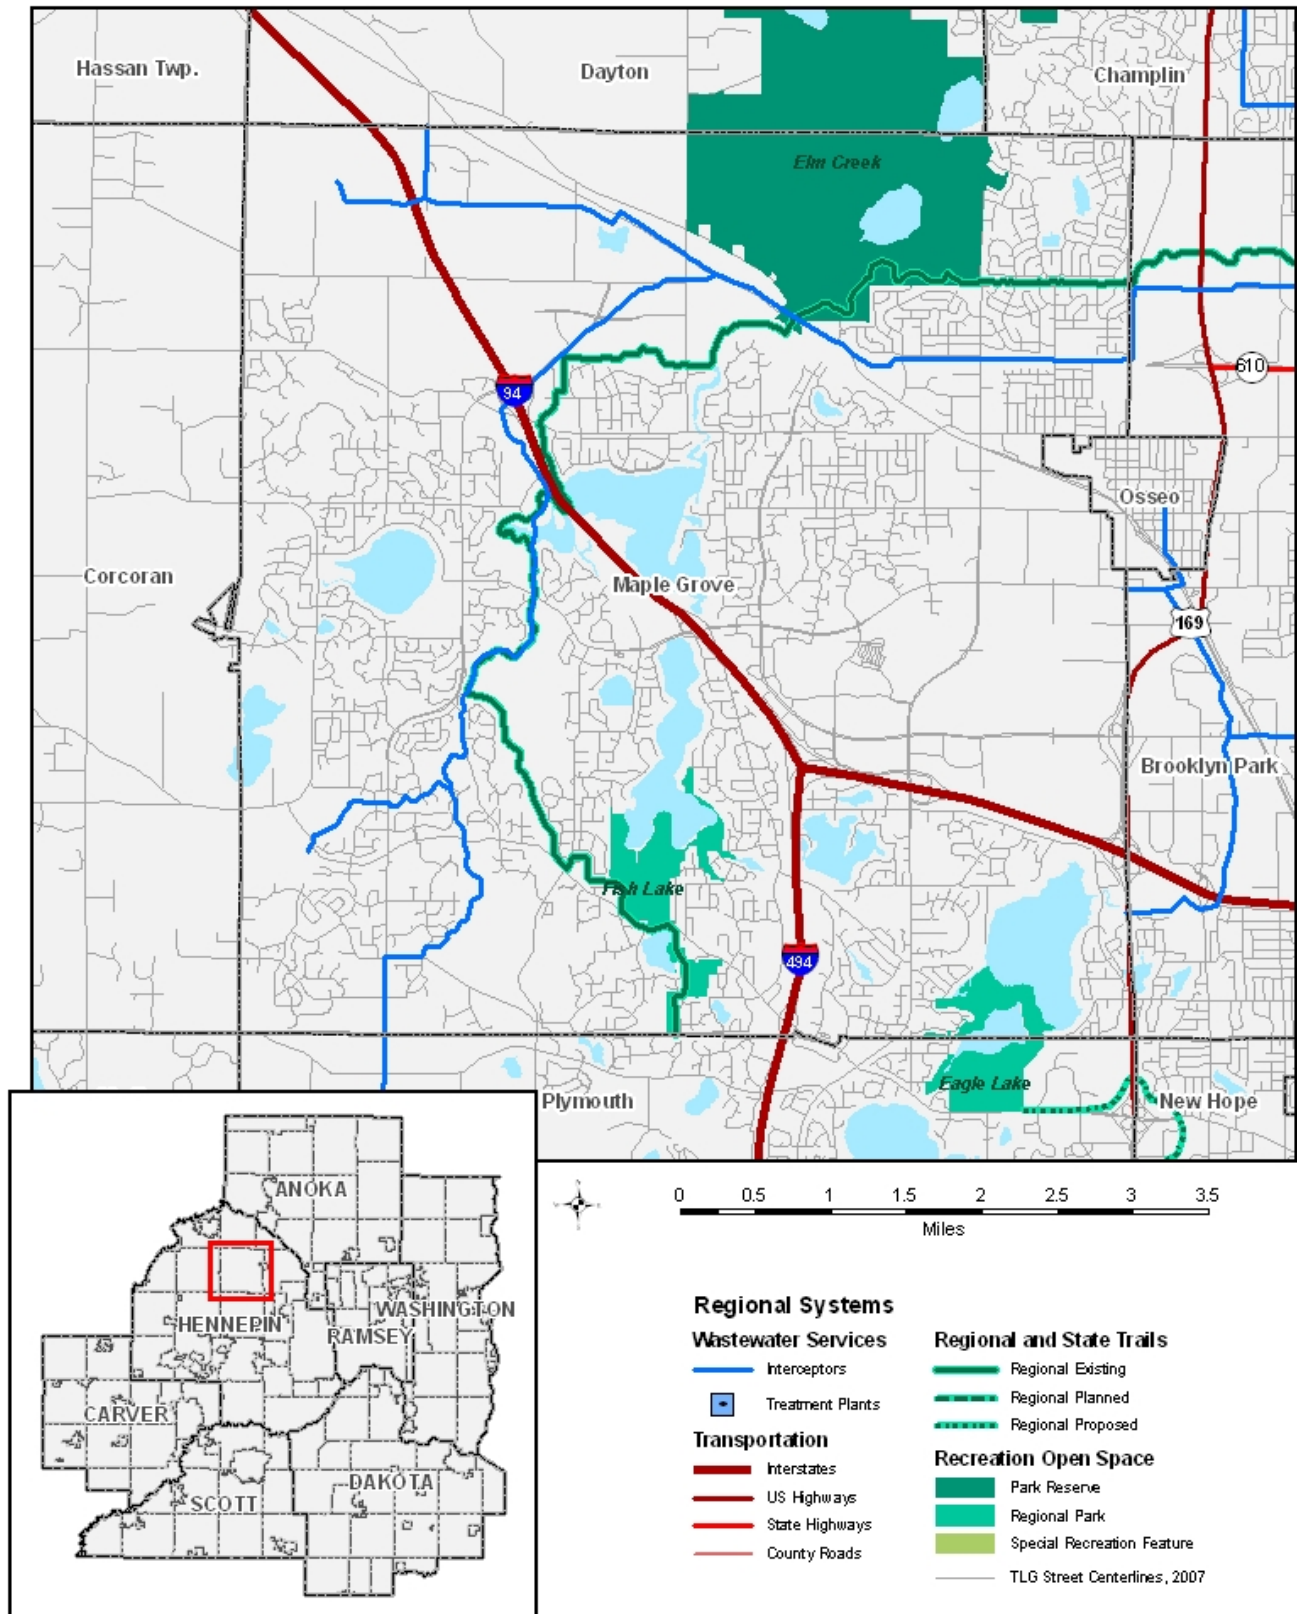 Hassan Twp.
Dayton
Champlin
Elm Creek
610
94
Osseo
Corcoran
Maple Grove
169
Brooklyn Park
Fish Lake
494
Eagle Lake
Plymouth
New Hope
ANOKA
WASHINGTON
HENNEPIN
RAMSEY
CARVER
DAKOTA
SCOTT
0 0.5 1 1.5 2 2.5 3 3.5
Miles
Regional Systems
Wastewater Services
Interceptors
Treatment Plants
Transportation
Interstates
US Highways
State Highways
County Roads
Regional and State Trails
Regional Existing
Regional Planned
Regional Proposed
Recreation Open Space
Park Reserve
Regional Park
Special Recreation Feature
TLG Street Centerlines, 2007